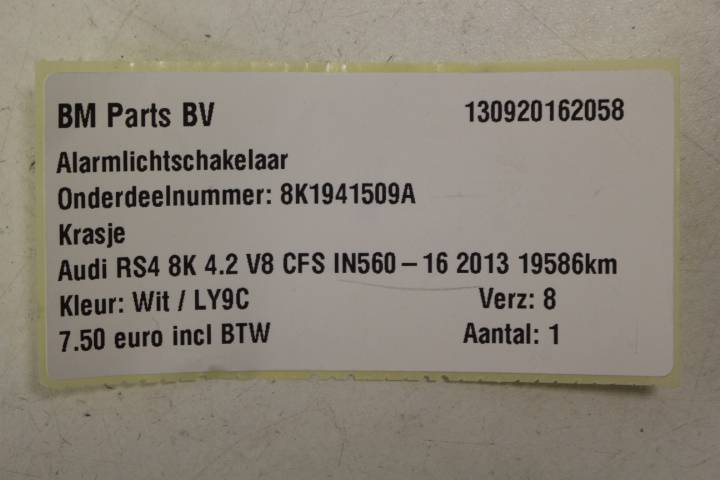 BM Parts BV 130920162058
Alarmlichtschakelaar
Onderdeelnummer: 8K1941509A
Krasje
Audi RS4 8K 4.2 V8 CFS IN560 – 16 2013 19586km
Kleur: Wit / LY9C Verz: 8
7.50 euro incl BTW Aantal: 1